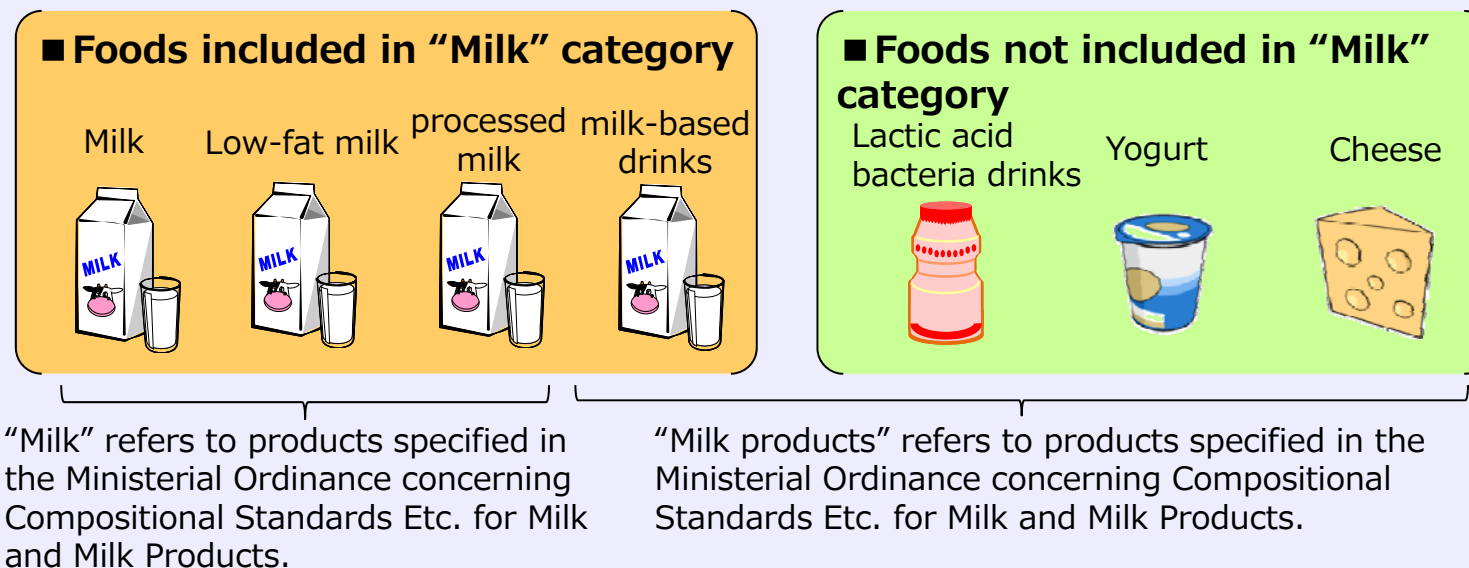 ■Foods included in “Milk” category
Milk
Low-fat milk
processed
milk
milk-based
drinks
MILK
MILK
MILK
MILK
■Foods not included in “Milk”
category
Lactic acid
bacteria drinks
Yogurt
Cheese
“Milk” refers to products specified in
the Ministerial Ordinance concerning
Compositional Standards Etc. for Milk
and Milk Products.
“Milk products” refers to products specified in the
Ministerial Ordinance concerning Compositional
Standards Etc. for Milk and Milk Products.